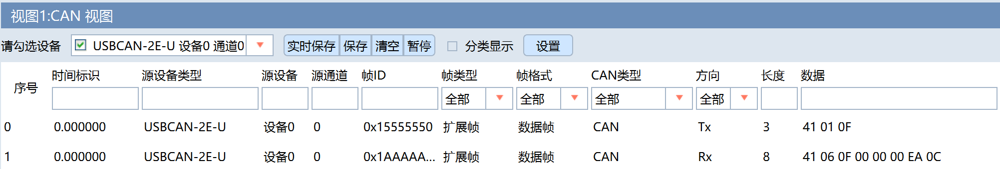 视图1:CAN 视图
请勾选设备 USBCAN-2E-U 设备0 通道0 实时保存 保存 清空 暂停 分类显示 设置
序号 时间标识 源设备类型 源设备 源通道 帧ID 帧类型 帧格式 CAN类型 方向 长度 数据
全部 全部 全部 全部
0 0.000000 USBCAN-2E-U 设备0 0 0x15555550 扩展帧 数据帧 CAN Tx 3 41 01 0F
1 0.000000 USBCAN-2E-U 设备0 0 0x1AAAAA... 扩展帧 数据帧 CAN Rx 8 41 06 0F 00 00 00 EA 0C